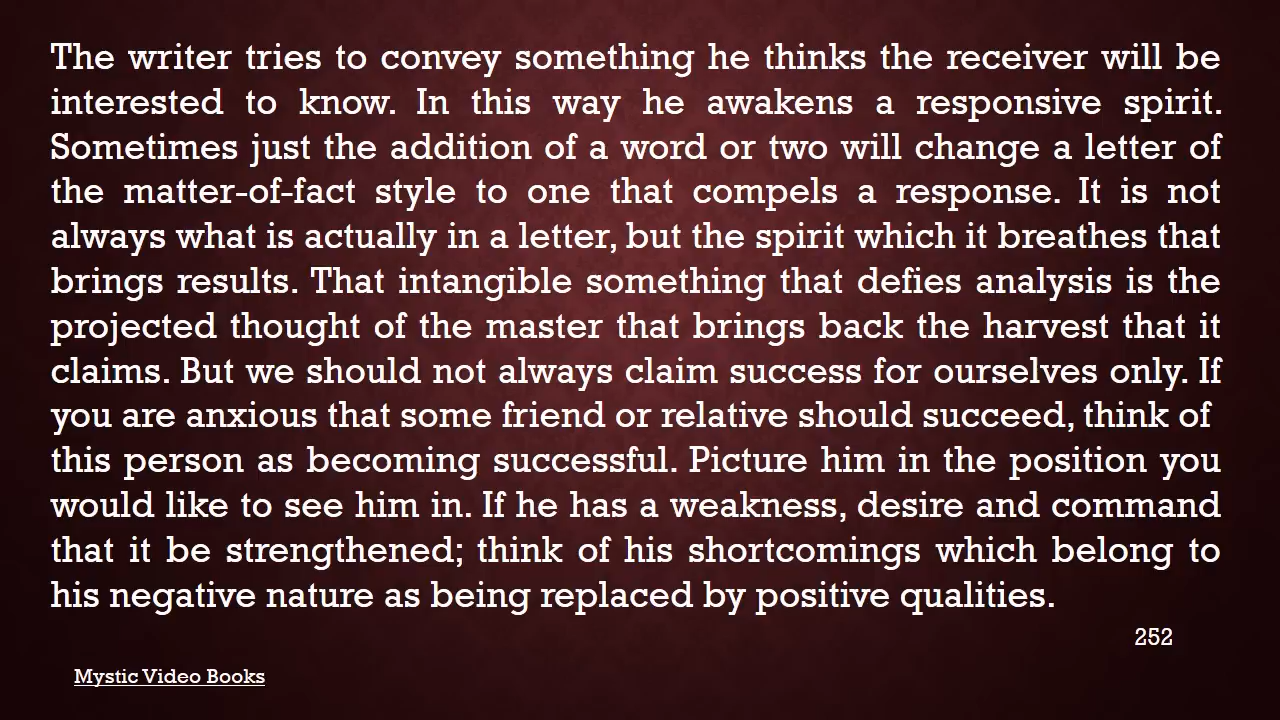 The writer tries to convey something he thinks the receiver will be
interested to know. In this way he awakens a responsive spirit.
Sometimes just the addition of a word or two will change a letter of
the matter-of-fact style to one that compels a response. It is not
always what is actually in a letter, but the spirit which it breathes that
brings results. That intangible something that defies analysis is the
projected thought of the master that brings back the harvest that it
claims. But we should not always claim success for ourselves only. If
you are anxious that some friend or relative should succeed, think of
this person as becoming successful. Picture him in the position you
would like to see him in. If he has a weakness, desire and command
that it be strengthened; think of his shortcomings which belong to
his negative nature as being replaced by positive qualities.
252
Mystic Video Books